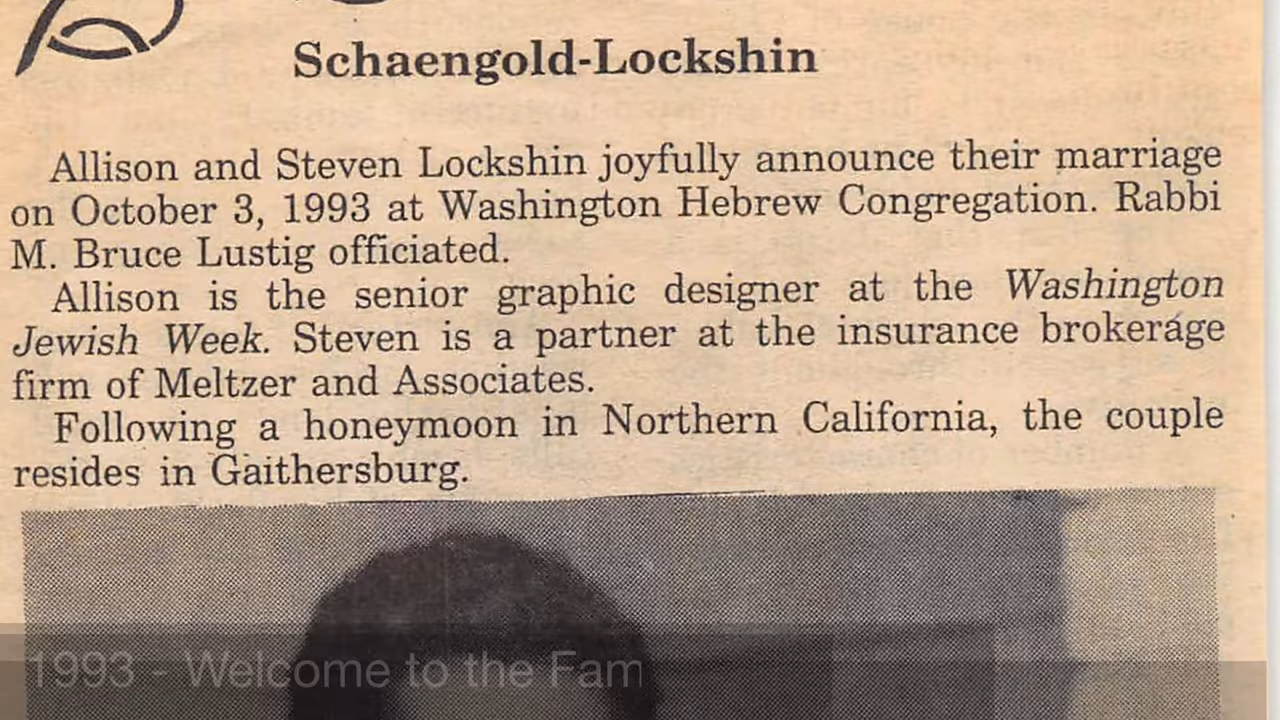 Schaengold-Lockshin
Allison and Steven Lockshin joyfully announce their marriage
on October 3, 1993 at Washington Hebrew Congregation. Rabbi
M. Bruce Lustig officiated.
Allison is the senior graphic designer at the Washington
Jewish Week. Steven is a partner at the insurance brokerage
firm of Meltzer and Associates.
Following a honeymoon in Northern California, the couple
resides in Gaithersburg.
1993 - Welcome to the Fam